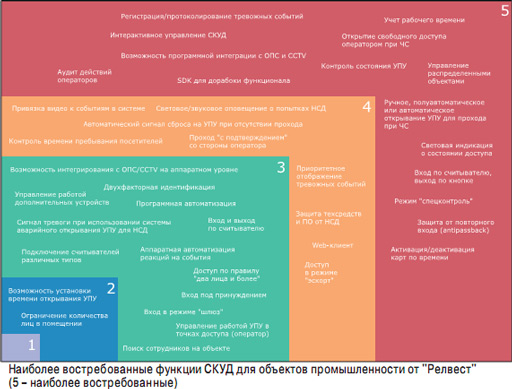 5
Регистрация/протоколирование тревожных событий
Учет рабочего времени
Интерактивное управление СКУД
Открытие свободного доступа
оператором при ЧС
Возможность программной интеграции с ОПС и CCTV
Контроль состояния УПУ
Управление
распределенными
объектами
Аудит действий
операторов
SDK для дорабоки функционала
Ручное, полуавтоматическое
или автоматическое
открывание УПУ для прохода
при ЧС
Световая индикация
о состоянии доступа
Вход по считывателю,
выход по кнопке
Режим "спецконтроль"
Защита от повторного
входа (antipassback)
Активация/деактивация
карт по времени
4
Привязка видео к событиям в системе
Световое/звуковое оповещение о попытках НСД
Автоматический сигнал сброса на УПУ при отсутствии прохода
Контроль времени пребывания посетителей
Проход "с подтверждением"
со стороны оператора
Приоритетное
отображение
тревожных событий
Защита техсредств
и ПО от НСД
Web-клиент
Доступ
в режиме
"эскорт"
3
Возможность интегрирования с ОПС/CCTV на аппаратном уровне
Двухфакторная идентификация
Управление работой
дополнительных устройств
Программная автоматизация
Сигнал тревоги при использовании системы
аварийного открывания УПУ для НСД
Вход и выход
по считывателю
Подключение считывателей
различных типов
Аппаратная автоматизация
реакций на события
Доступ по правилу
"два лица и более"
Вход под принуждением
Вход в режиме "шлюз"
Управление работой УПУ в
точках доступа (оператор)
Поиск сотрудников на объекте
2
Возможность установки
времени открывания УПУ
Ограничение количества
лиц в помещении
1
Наиболее востребованные функции СКУД для объектов промышленности от "Релвест"
(5 – наиболее востребованные)